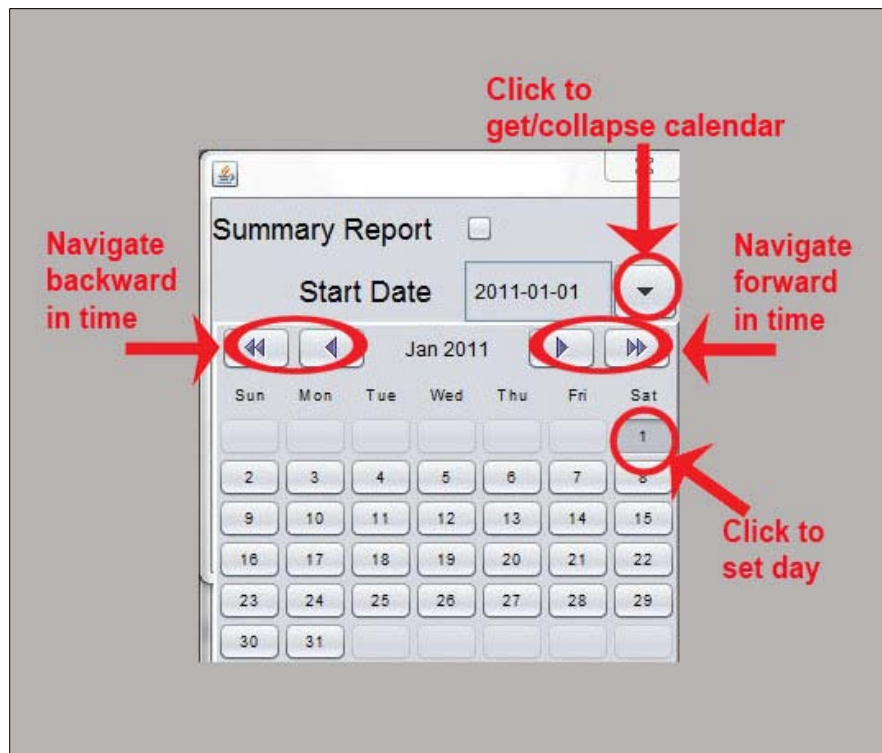 Click to
get/collapse calendar
Summary Report
Navigate
backward
in time
Navigate
forward
in time
Start Date 2011-01-01
Jan 2011
Sun Mon Tue Wed Thu Fri Sat
1
2 3 4 5 6 7 8
9 10 11 12 13 14 15
16 17 18 19 20 21 22
23 24 25 26 27 28 29
30 31
Click to
set day